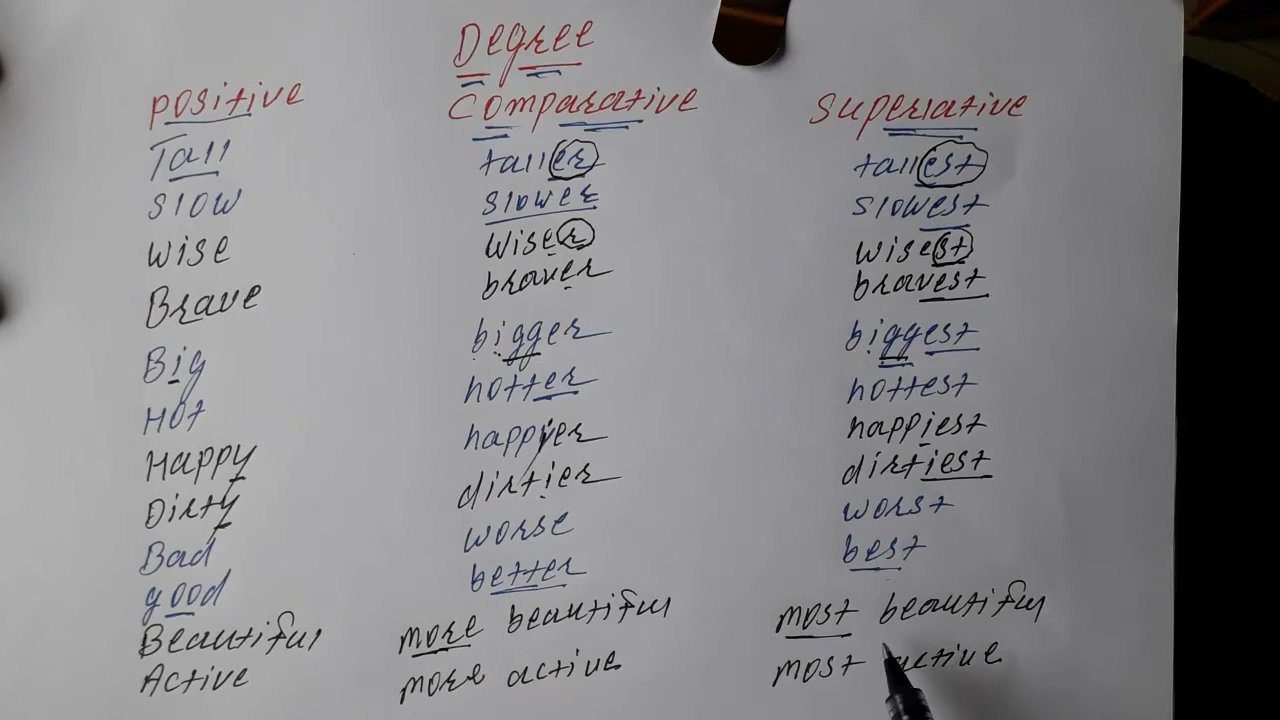 Degree
Positive Comparative Superlative
Tall taller tallest
Slow slower slowest
Wise wiser wisest
Brave braver bravest
Big bigger biggest
Hot hotter hottest
Happy happier happiest
Dirty dirtier dirtiest
Bad worse worst
good better best
Beautiful more beautiful most beautiful
Active more active most active